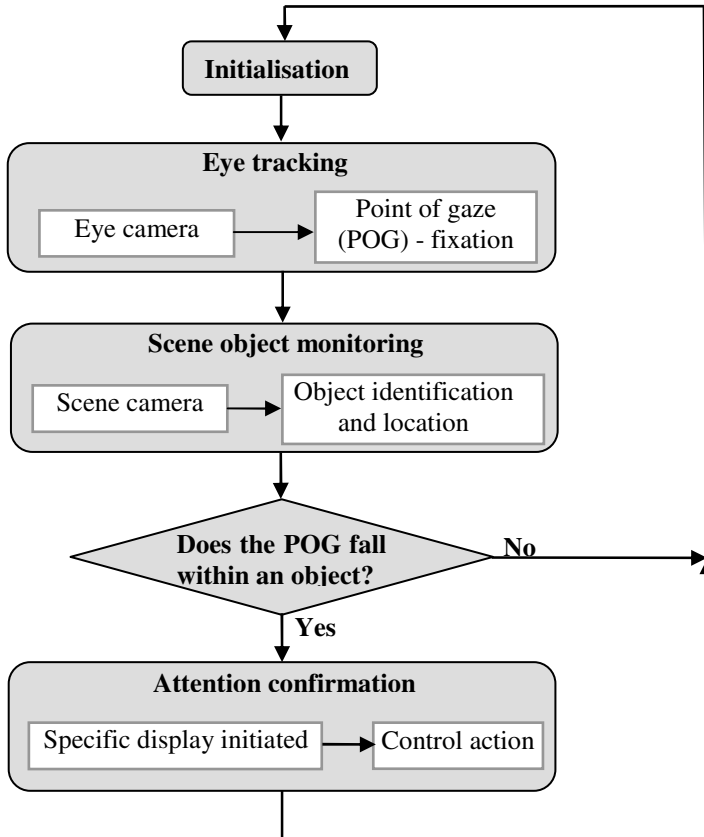 Initialisation
Eye tracking
Eye camera
Point of gaze
(POG) - fixation
Scene object monitoring
Scene camera
Object identification
and location
Does the POG fall
within an object?
No
Yes
Attention confirmation
Specific display initiated
Control action